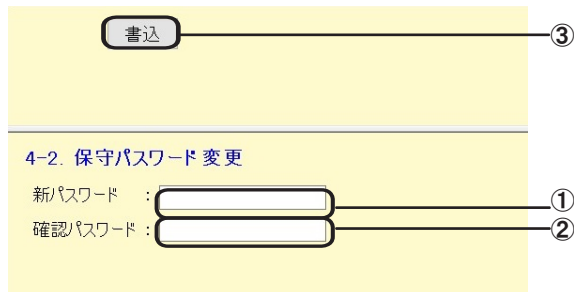 書込
③
4-2. 保守パスワード変更
新パスワード :
①
確認パスワード :
②